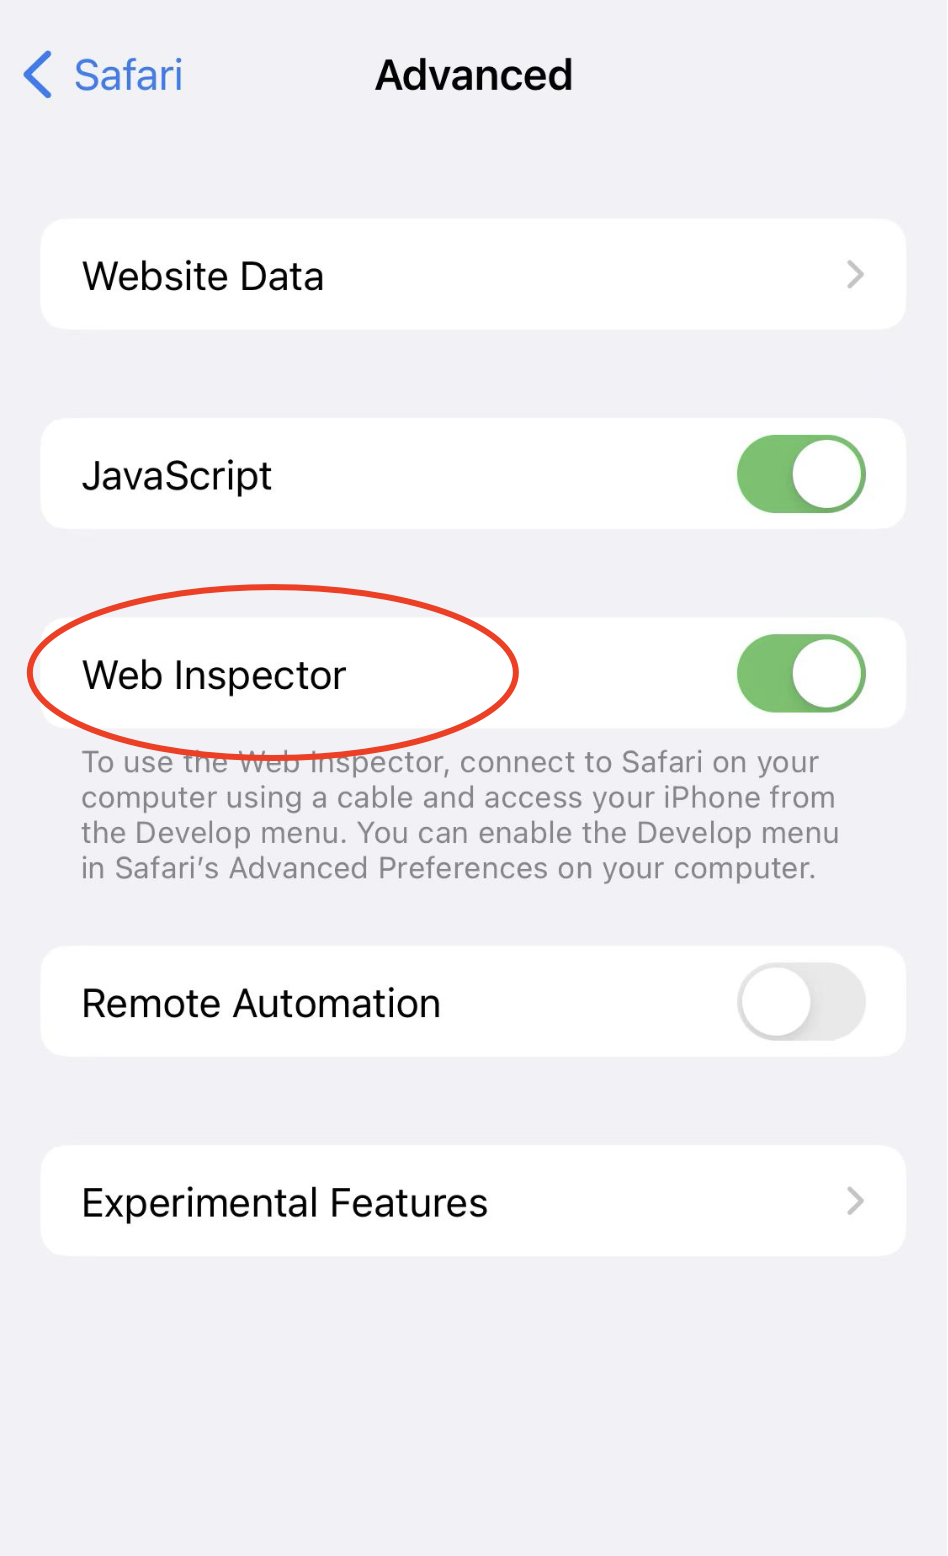 Safari
Advanced
Website Data
JavaScript
Web Inspector
To use the Web Inspector, connect to Safari on your
computer using a cable and access your iPhone from
the Develop menu. You can enable the Develop menu
in Safari’s Advanced Preferences on your computer.
Remote Automation
Experimental Features